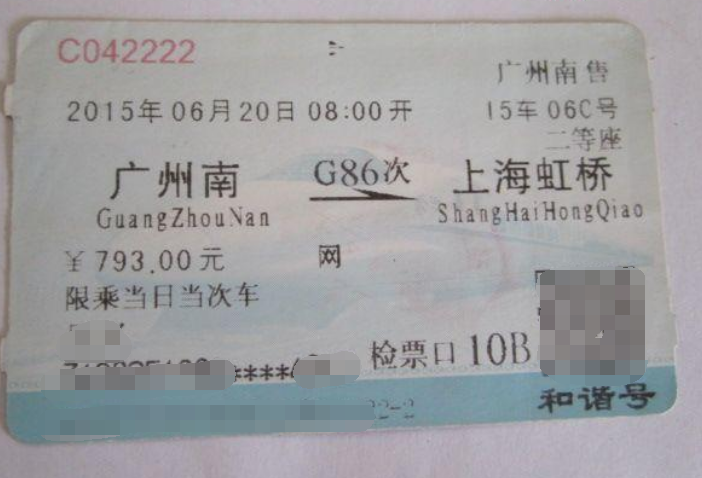 C042222
广州南售
2015年06月20日08:00开 15车06C号
二等座
广州南 G86次 上海虹桥
GuangZhouNan ShangHaiHongQiao
¥793.00元 网
限乘当日当次车
检票口10B
和谐号